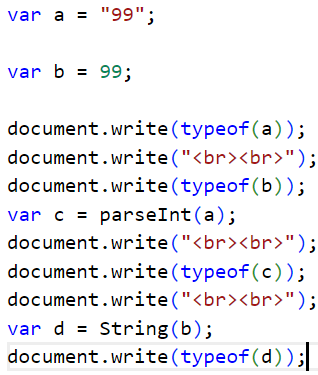 var a = "99";
var b = 99;
document.write(typeof(a));
document.write("<br><br>");
document.write(typeof(b));
var c = parseInt(a);
document.write("<br><br>");
document.write(typeof(c));
document.write("<br><br>");
var d = String(b);
document.write(typeof(d));